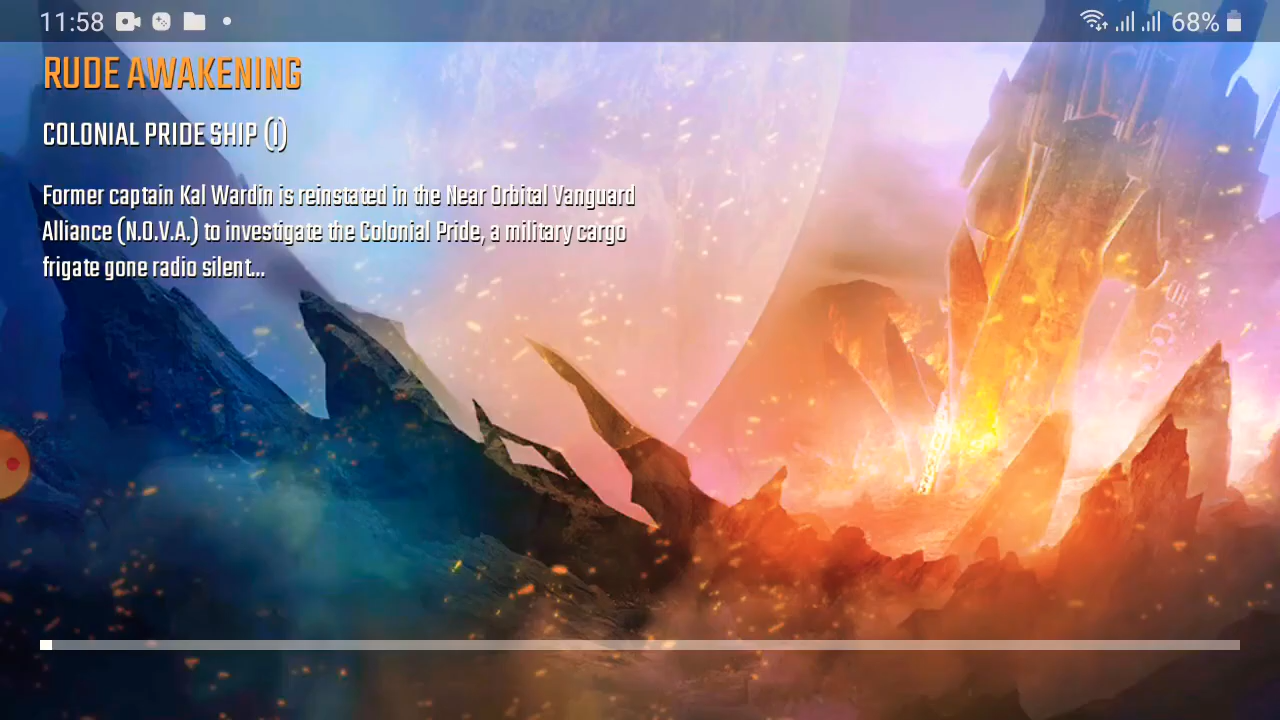 11:58
68%
RUDE AWAKENING
COLONIAL PRIDE SHIP (I)
Former captain Kal Wardin is reinstated in the Near Orbital Vanguard
Alliance (N.O.V.A.) to investigate the Colonial Pride, a military cargo
frigate gone radio silent...